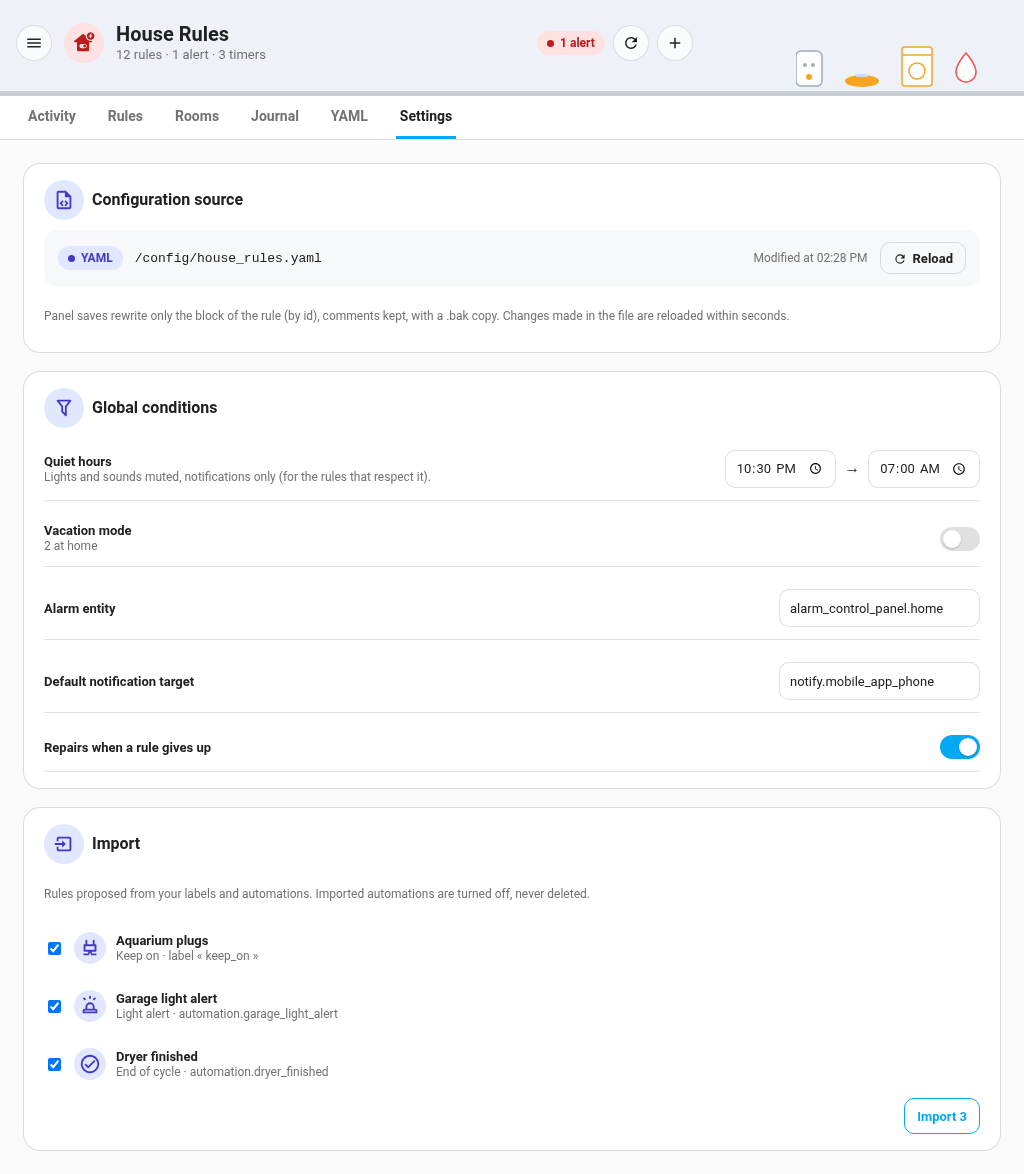 House Rules
12 rules · 1 alert · 3 timers
1 alert
Activity
Rules
Rooms
Journal
YAML
Settings
Configuration source
YAML
/config/house_rules.yaml
Modified at 02:28 PM
Reload
Panel saves rewrite only the block of the rule (by id), comments kept, with a .bak copy. Changes made in the file are reloaded within seconds.
Global conditions
Quiet hours
Lights and sounds muted, notifications only (for the rules that respect it).
10:30 PM → 07:00 AM
Vacation mode
2 at home
Alarm entity
alarm_control_panel.home
Default notification target
notify.mobile_app_phone
Repairs when a rule gives up
Import
Rules proposed from your labels and automations. Imported automations are turned off, never deleted.
Aquarium plugs
Keep on · label « keep_on »
Garage light alert
Light alert · automation.garage_light_alert
Dryer finished
End of cycle · automation.dryer_finished
Import 3